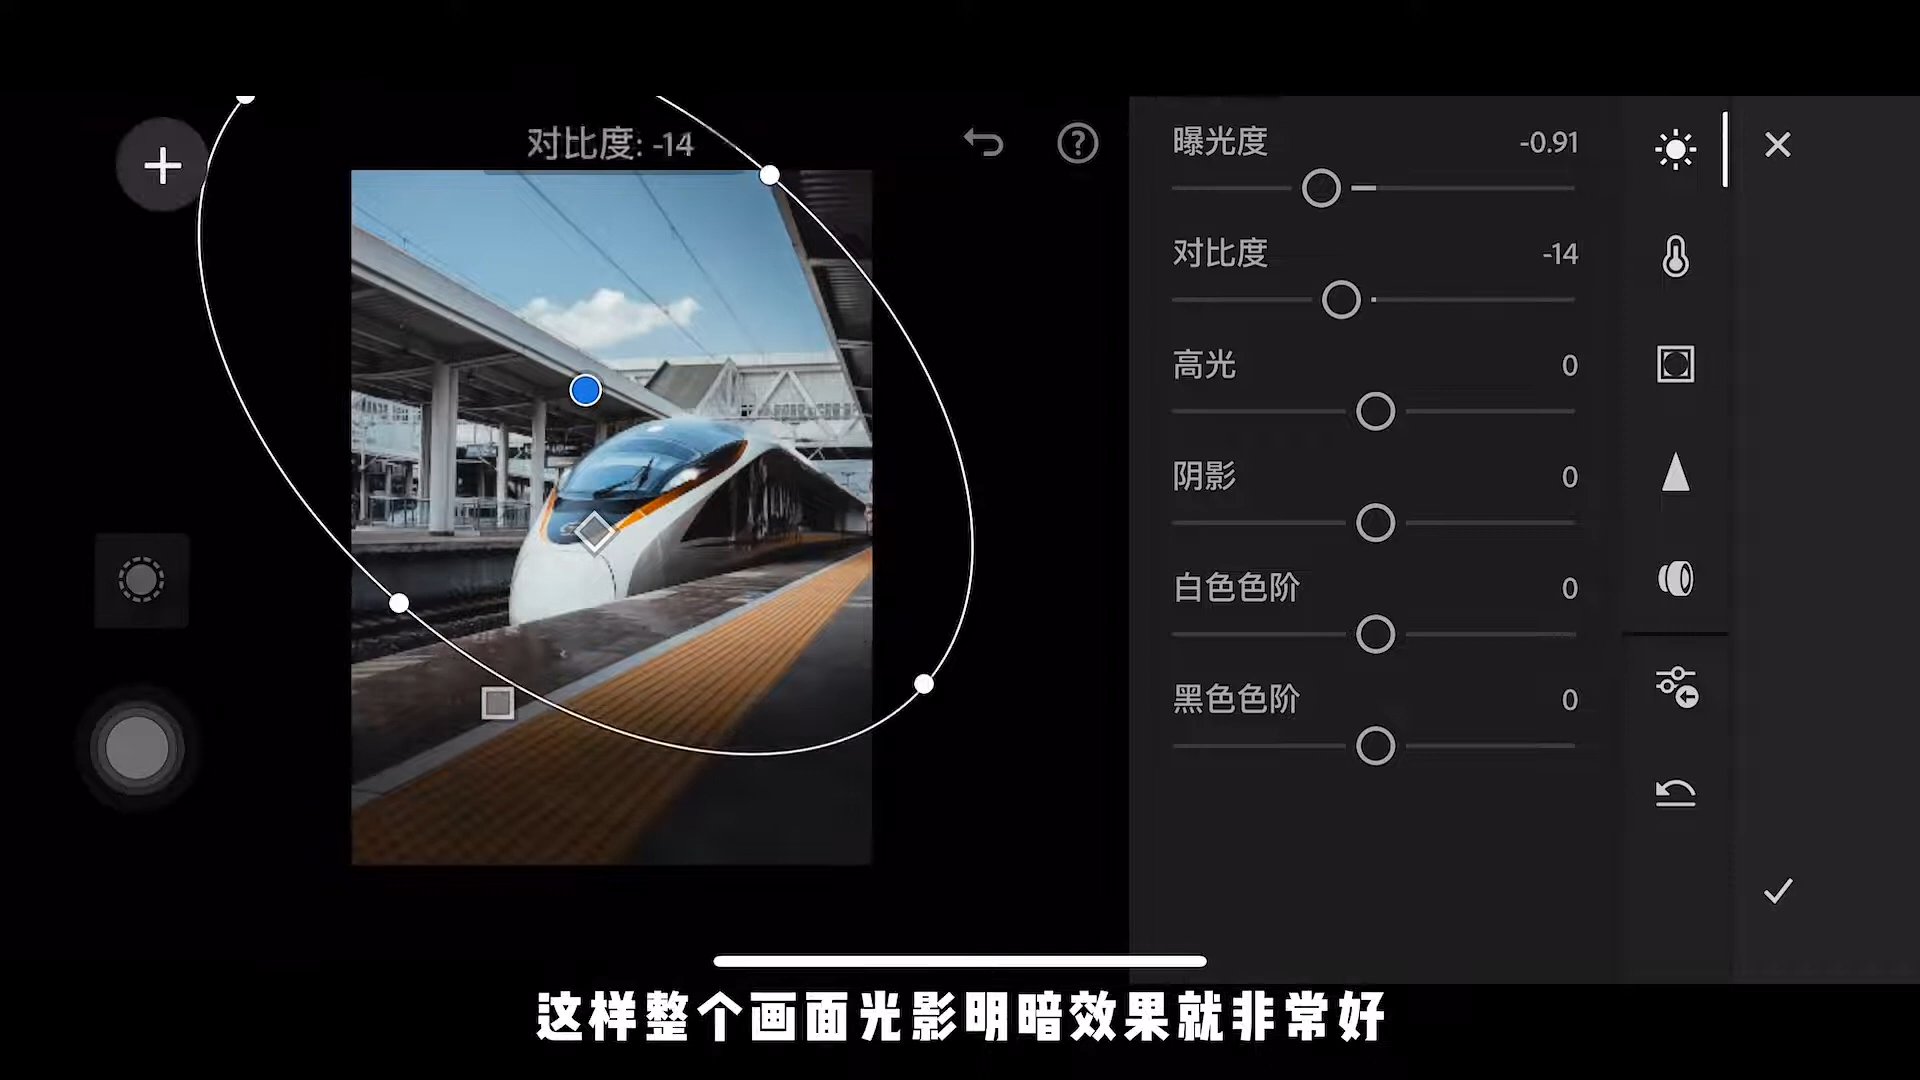 对比度: -14
曝光度 -0.91
对比度 -14
高光 0
阴影 0
白色色阶 0
黑色色阶 0
这样整个画面光影明暗效果就非常好